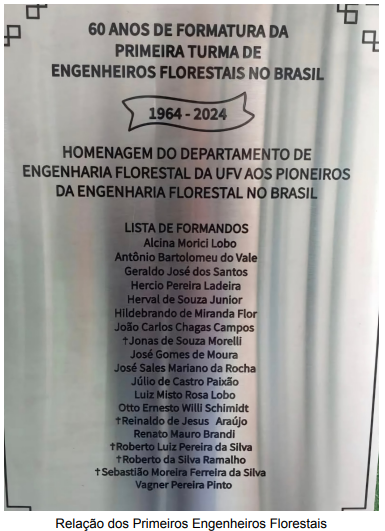 60 ANOS DE FORMATURA DA
PRIMEIRA TURMA DE
ENGENHEIROS FLORESTAIS NO BRASIL
1964 - 2024
HOMENAGEM DO DEPARTAMENTO DE
ENGENHARIA FLORESTAL DA UFV AOS PIONEIROS
DA ENGENHARIA FLORESTAL NO BRASIL
LISTA DE FORMANDOS
Alcina Morici Lobo
Antônio Bartolomeu do Vale
Geraldo José dos Santos
Hercio Pereira Ladeira
Herval de Souza Junior
Hildebrando de Miranda Flor
João Carlos Chagas Campos
†Jonas de Souza Morelli
José Gomes de Moura
José Sales Mariano da Rocha
Júlio de Castro Paixão
Luiz Misto Rosa Lobo
Otto Ernesto Willi Schimidt
†Reinaldo de Jesus Araújo
Renato Mauro Brandi
†Roberto Luiz Pereira da Silva
†Roberto da Silva Ramalho
†Sebastião Moreira Ferreira da Silva
Vagner Pereira Pinto
Relação dos Primeiros Engenheiros Florestais